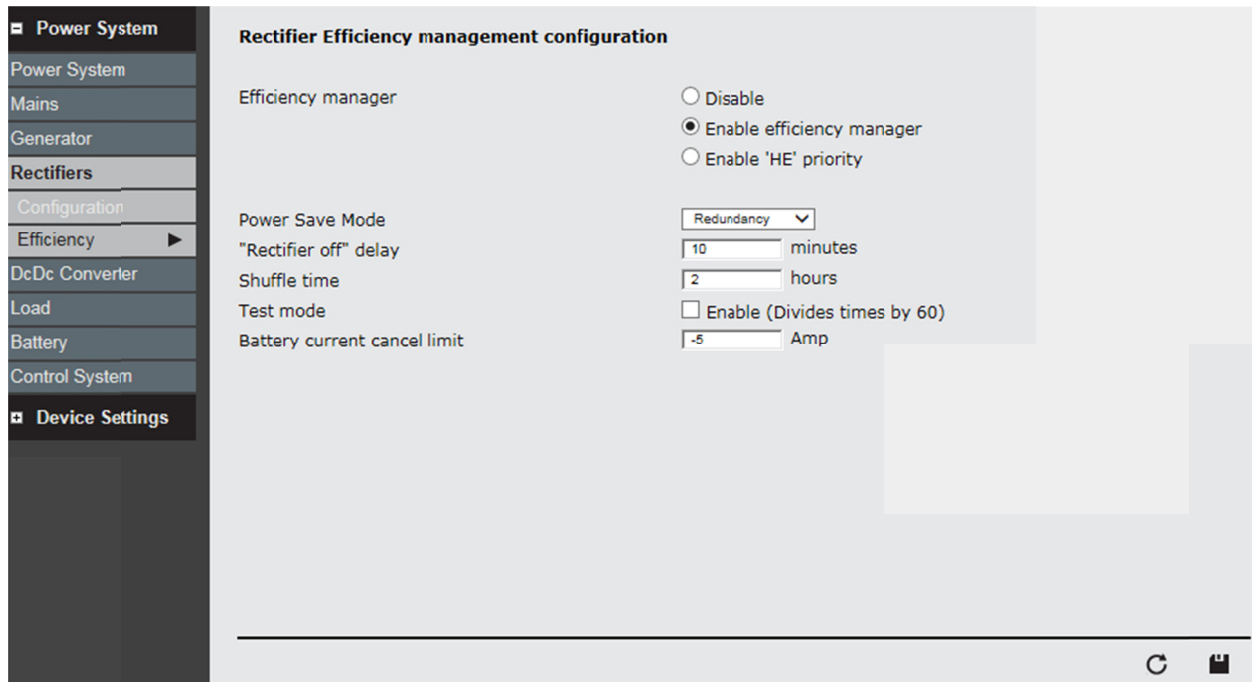 Power System
Power System
Mains
Generator
Rectifiers
Configuration
Efficiency
DcDc Converter
Load
Battery
Control System
Device Settings
Rectifier Efficiency management configuration
Efficiency manager
Disable
Enable efficiency manager
Enable 'HE' priority
Power Save Mode Redundancy
"Rectifier off" delay 10 minutes
Shuffle time 2 hours
Test mode Enable (Divides times by 60)
Battery current cancel limit -5 Amp